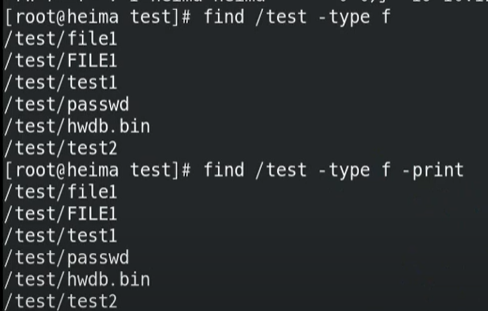 [root@heima test]# find /test -type f
/test/file1
/test/FILE1
/test/test1
/test/passwd
/test/hwdb.bin
/test/test2
[root@heima test]# find /test -type f -print
/test/file1
/test/FILE1
/test/test1
/test/passwd
/test/hwdb.bin
/test/test2